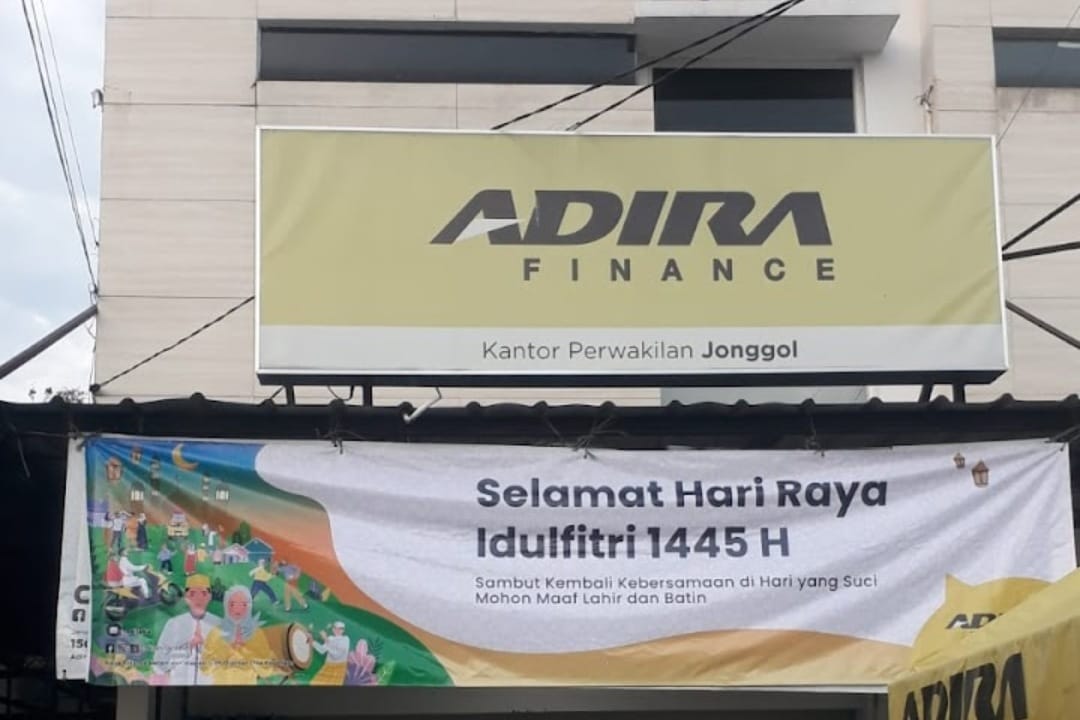 ADIRA
FINANCE
Kantor Perwakilan Jonggol
Selamat Hari Raya
Idulfitri 1445 H
Sambut Kembali Kebersamaan di Hari yang Suci
Mohon Maaf Lahir dan Batin
ADIRA